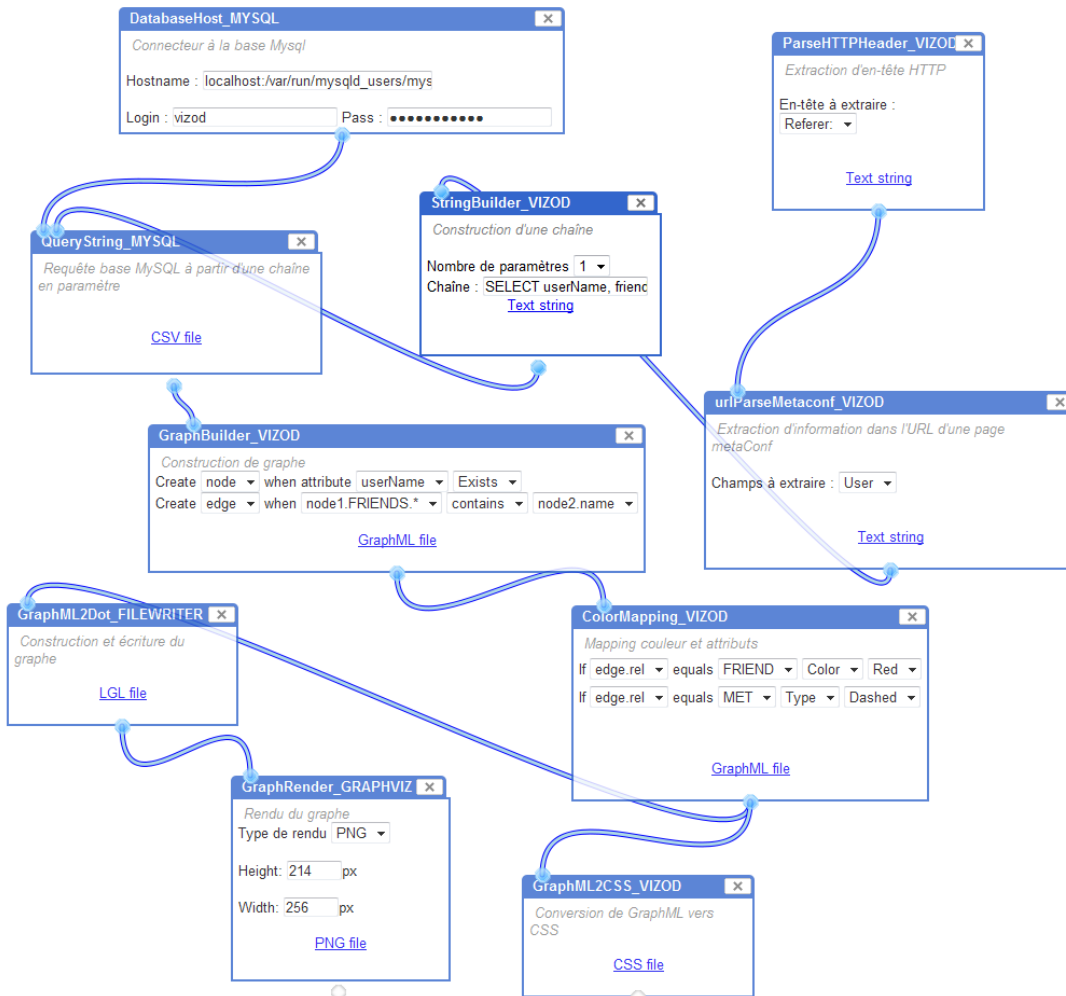 DatabaseHost_MYSQL
Connecteur à la base Mysql
Hostname : localhost:/var/run/mysqld_users/mys
Login : vizod Pass : ●●●●●●●●●●●
ParseHTTPHeader_VIZOD
Extraction d'en-tête HTTP
En-tête à extraire :
Referer:
Text string
StringBuilder_VIZOD
Construction d'une chaîne
Nombre de paramètres 1
Chaîne : SELECT userName, friend
Text string
QueryString_MYSQL
Requête base MySQL à partir d'une chaîne
en paramètre
CSV file
urlParseMetaconf_VIZOD
Extraction d'information dans l'URL d'une page
metaConf
Champs à extraire : User
Text string
GraphBuilder_VIZOD
Construction de graphe
Create node when attribute userName Exists
Create edge when node1.FRIENDS.* contains node2.name
GraphML file
GraphML2Dot_FILEWRITER
Construction et écriture du
graphe
LGL file
ColorMapping_VIZOD
Mapping couleur et attributs
If edge.rel equals FRIEND Color Red
If edge.rel equals MET Type Dashed
GraphML file
GraphRender_GRAPHVIZ
Rendu du graphe
Type de rendu PNG
Height: 214 px
Width: 256 px
PNG file
GraphML2CSS_VIZOD
Conversion de GraphML vers
CSS
CSS file